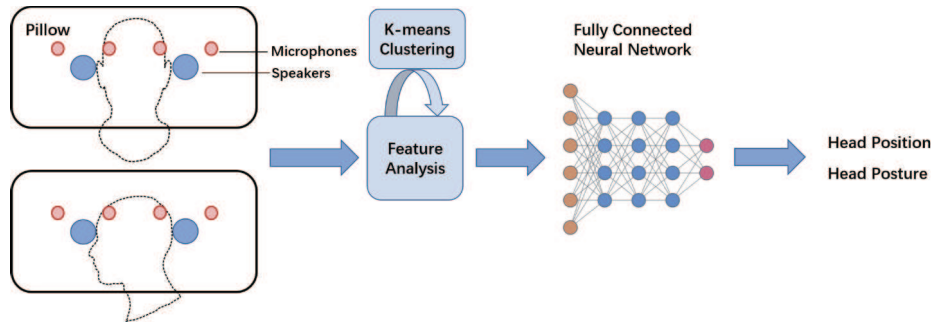 Pillow
Microphones
Speakers
K-means
Clustering
Feature
Analysis
Fully Connected
Neural Network
Head Position
Head Posture